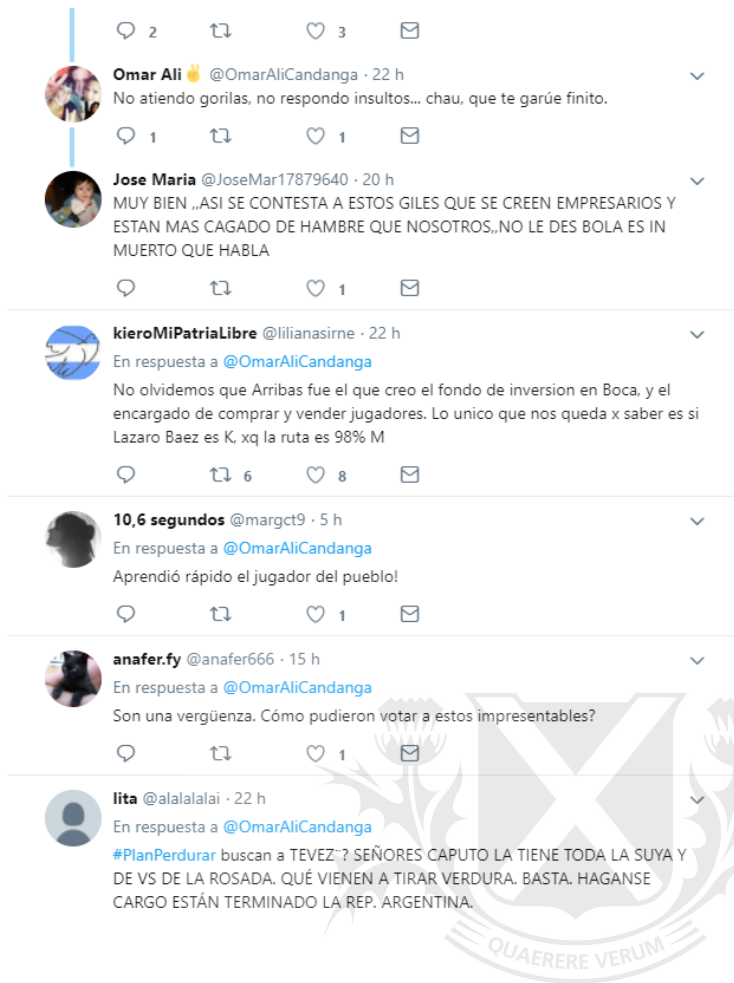 2 3
Omar Ali✌ @OmarAliCandanga · 22 h
No atiendo gorilas, no respondo insultos... chau, que te garúe finito.
1 1
Jose Maria @JoseMar17879640 · 20 h
MUY BIEN ,,ASI SE CONTESTA A ESTOS GILES QUE SE CREEN EMPRESARIOS Y
ESTAN MAS CAGADO DE HAMBRE QUE NOSOTROS,,NO LE DES BOLA ES IN
MUERTO QUE HABLA
1
kieroMiPatriaLibre @lilianasirne · 22 h
En respuesta a @OmarAliCandanga
No olvidemos que Arribas fue el que creo el fondo de inversion en Boca, y el
encargado de comprar y vender jugadores. Lo unico que nos queda x saber es si
Lazaro Baez es K, xq la ruta es 98% M
6 8
10,6 segundos @margct9 · 5 h
En respuesta a @OmarAliCandanga
Aprendió rápido el jugador del pueblo!
1
anafer.fy @anafer666 · 15 h
En respuesta a @OmarAliCandanga
Son una vergüenza. Cómo pudieron votar a estos impresentables?
1
lita @alalalalai · 22 h
En respuesta a @OmarAliCandanga
#PlanPerdurar buscan a TEVEZ¨? SEÑORES CAPUTO LA TIENE TODA LA SUYA Y
DE VS DE LA ROSADA. QUÉ VIENEN A TIRAR VERDURA. BASTA. HAGANSE
CARGO ESTÁN TERMINADO LA REP. ARGENTINA.
QUAERERE VERUM